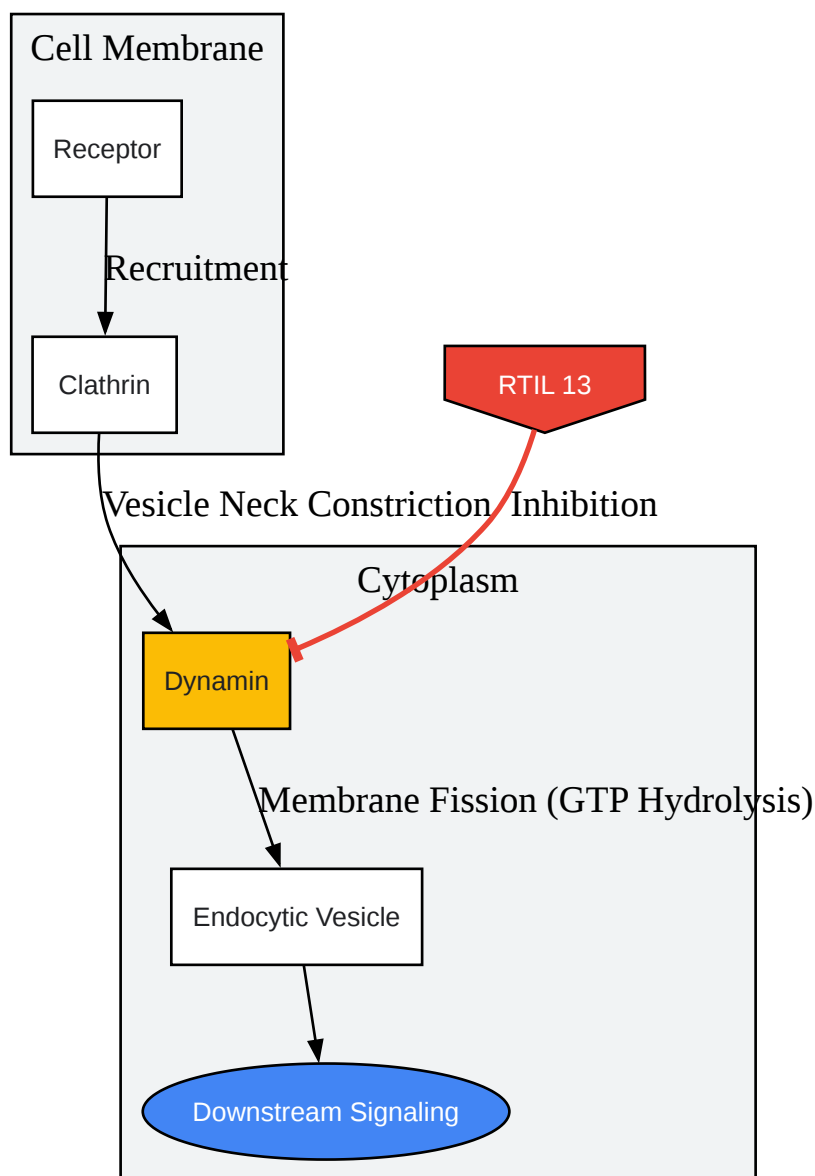 Cell Membrane
Receptor
Recruitment
Clathrin
RTIL 13
Vesicle Neck Constriction
Inhibition
Cytoplasm
Dynamin
Membrane Fission (GTP Hydrolysis)
Endocytic Vesicle
Downstream Signaling